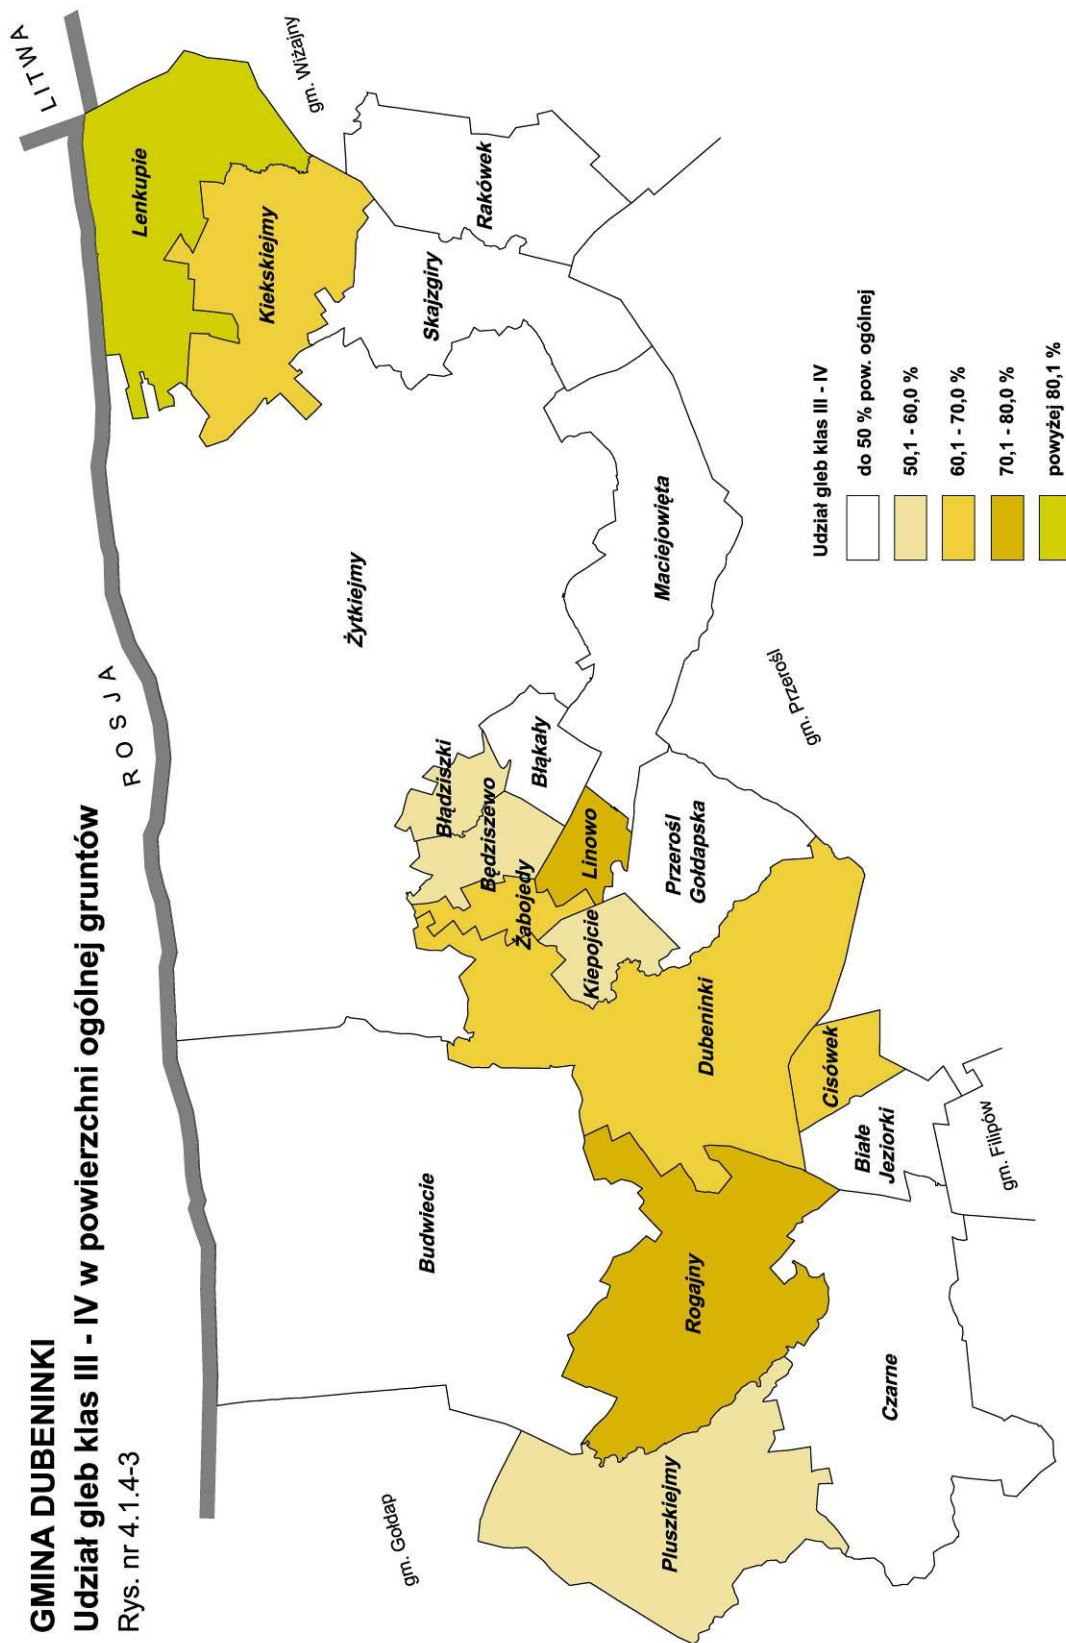 GMINA DUBENINKI
Udział gleb klas III - IV w powierzchni ogólnej gruntów
Rys. nr 4.1.4-3
LITWA
ROSJA
gm. Wiżajny
gm. Gołdap
gm. Przerośl
gm. Filipów
Lenkupie
Kiekskiejmy
Rakówek
Skajzgiry
Żytkiejmy
Maciejowięta
Błądziszki
Będziszewo
Błąkały
Żabojedy
Linowo
Kiepojcie
Przerośl
Gołdapska
Budwiecie
Dubeninki
Cisówek
Białe
Jeziorki
Rogajny
Pluszkiejmy
Czarne
Udział gleb klas III - IV
do 50 % pow. ogólnej
50,1 - 60,0 %
60,1 - 70,0 %
70,1 - 80,0 %
powyżej 80,1 %